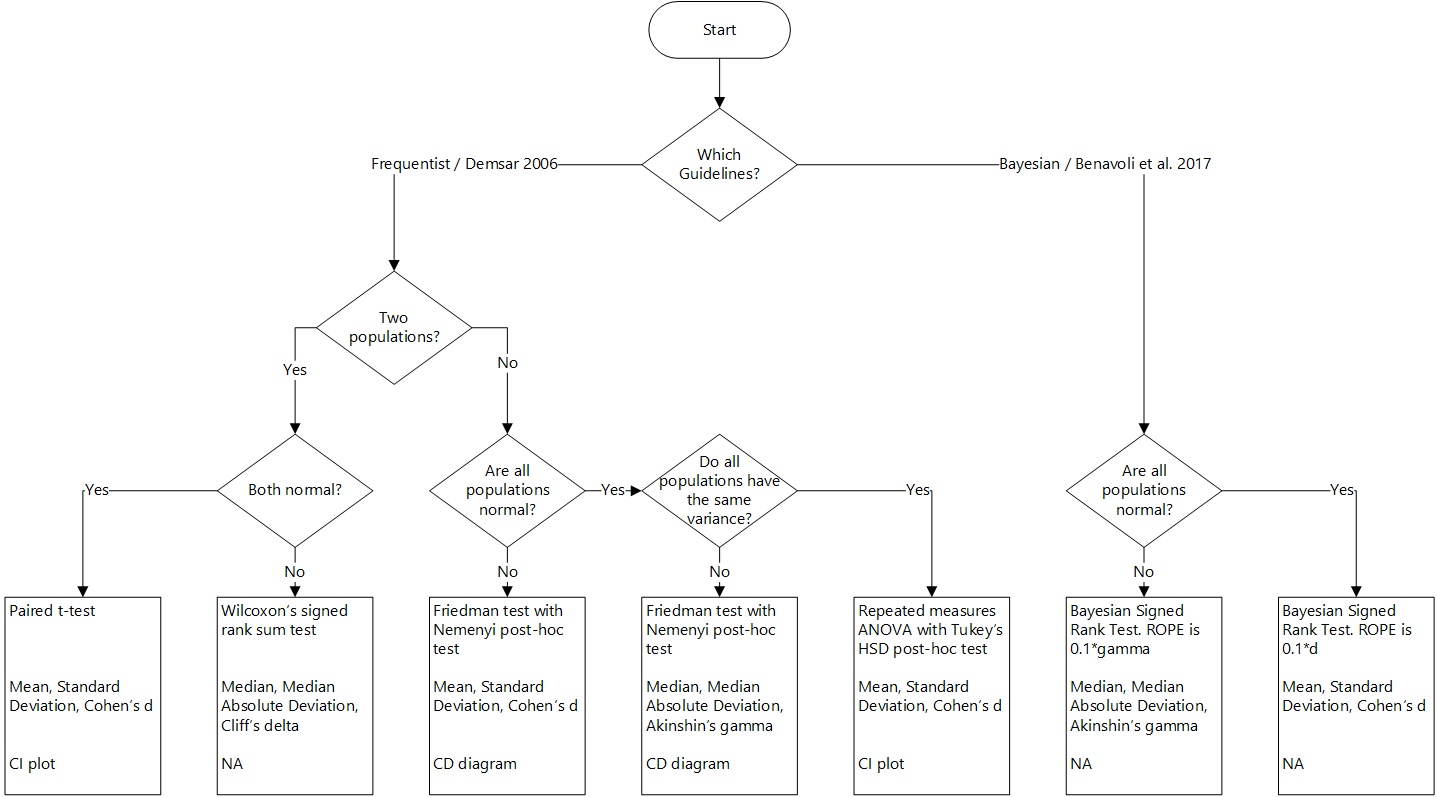 Start
Which
Guidelines?
Frequentist / Demsar 2006
Bayesian / Benavoli et al. 2017
Two
populations?
Yes
No
Both normal?
Yes
No
Are all
populations
normal?
Yes
No
Do all
populations have
the same
variance?
Yes
No
Are all
populations
normal?
Yes
No
Paired t-test
Mean, Standard
Deviation, Cohen’s d
CI plot
Wilcoxon’s signed
rank sum test
Median, Median
Absolute Deviation,
Cliff’s delta
NA
Friedman test with
Nemenyi post-hoc
test
Mean, Standard
Deviation, Cohen’s d
CD diagram
Friedman test with
Nemenyi post-hoc
test
Median, Median
Absolute Deviation,
Akinshin’s gamma
CD diagram
Repeated measures
ANOVA with Tukey’s
HSD post-hoc test
Mean, Standard
Deviation, Cohen’s d
CI plot
Bayesian Signed
Rank Test. ROPE is
0.1*gamma
Median, Median
Absolute Deviation,
Akinshin’s gamma
NA
Bayesian Signed
Rank Test. ROPE is
0.1*d
Mean, Standard
Deviation, Cohen’s d
NA